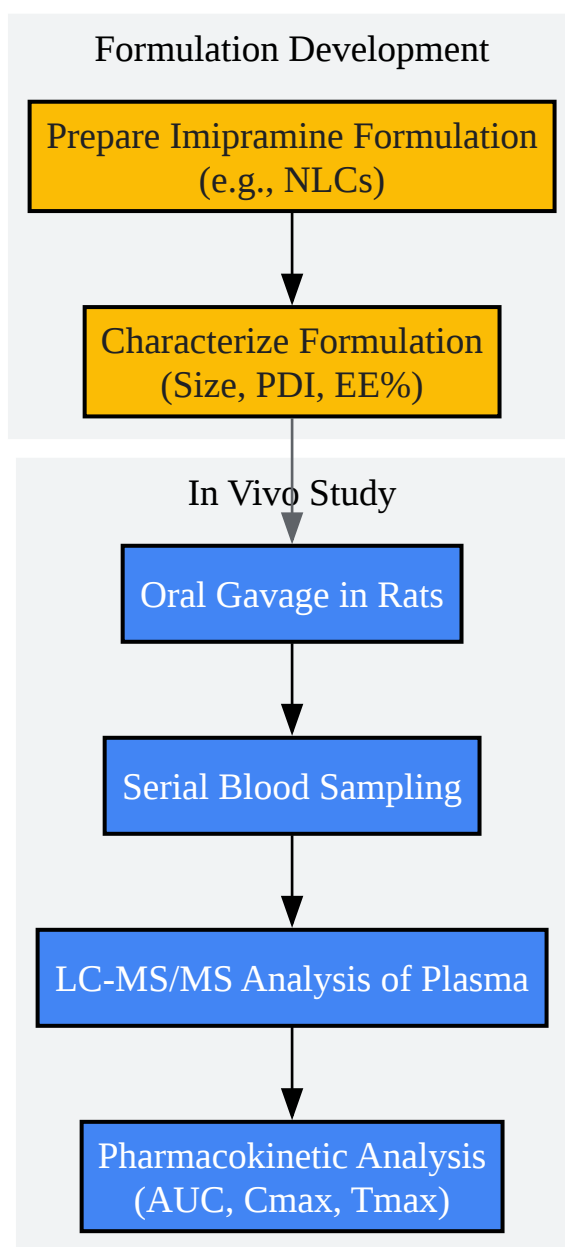 Formulation Development
Prepare Imipramine Formulation
(e.g., NLCs)
Characterize Formulation
(Size, PDI, EE%)
In Vivo Study
Oral Gavage in Rats
Serial Blood Sampling
LC-MS/MS Analysis of Plasma
Pharmacokinetic Analysis
(AUC, Cmax, Tmax)